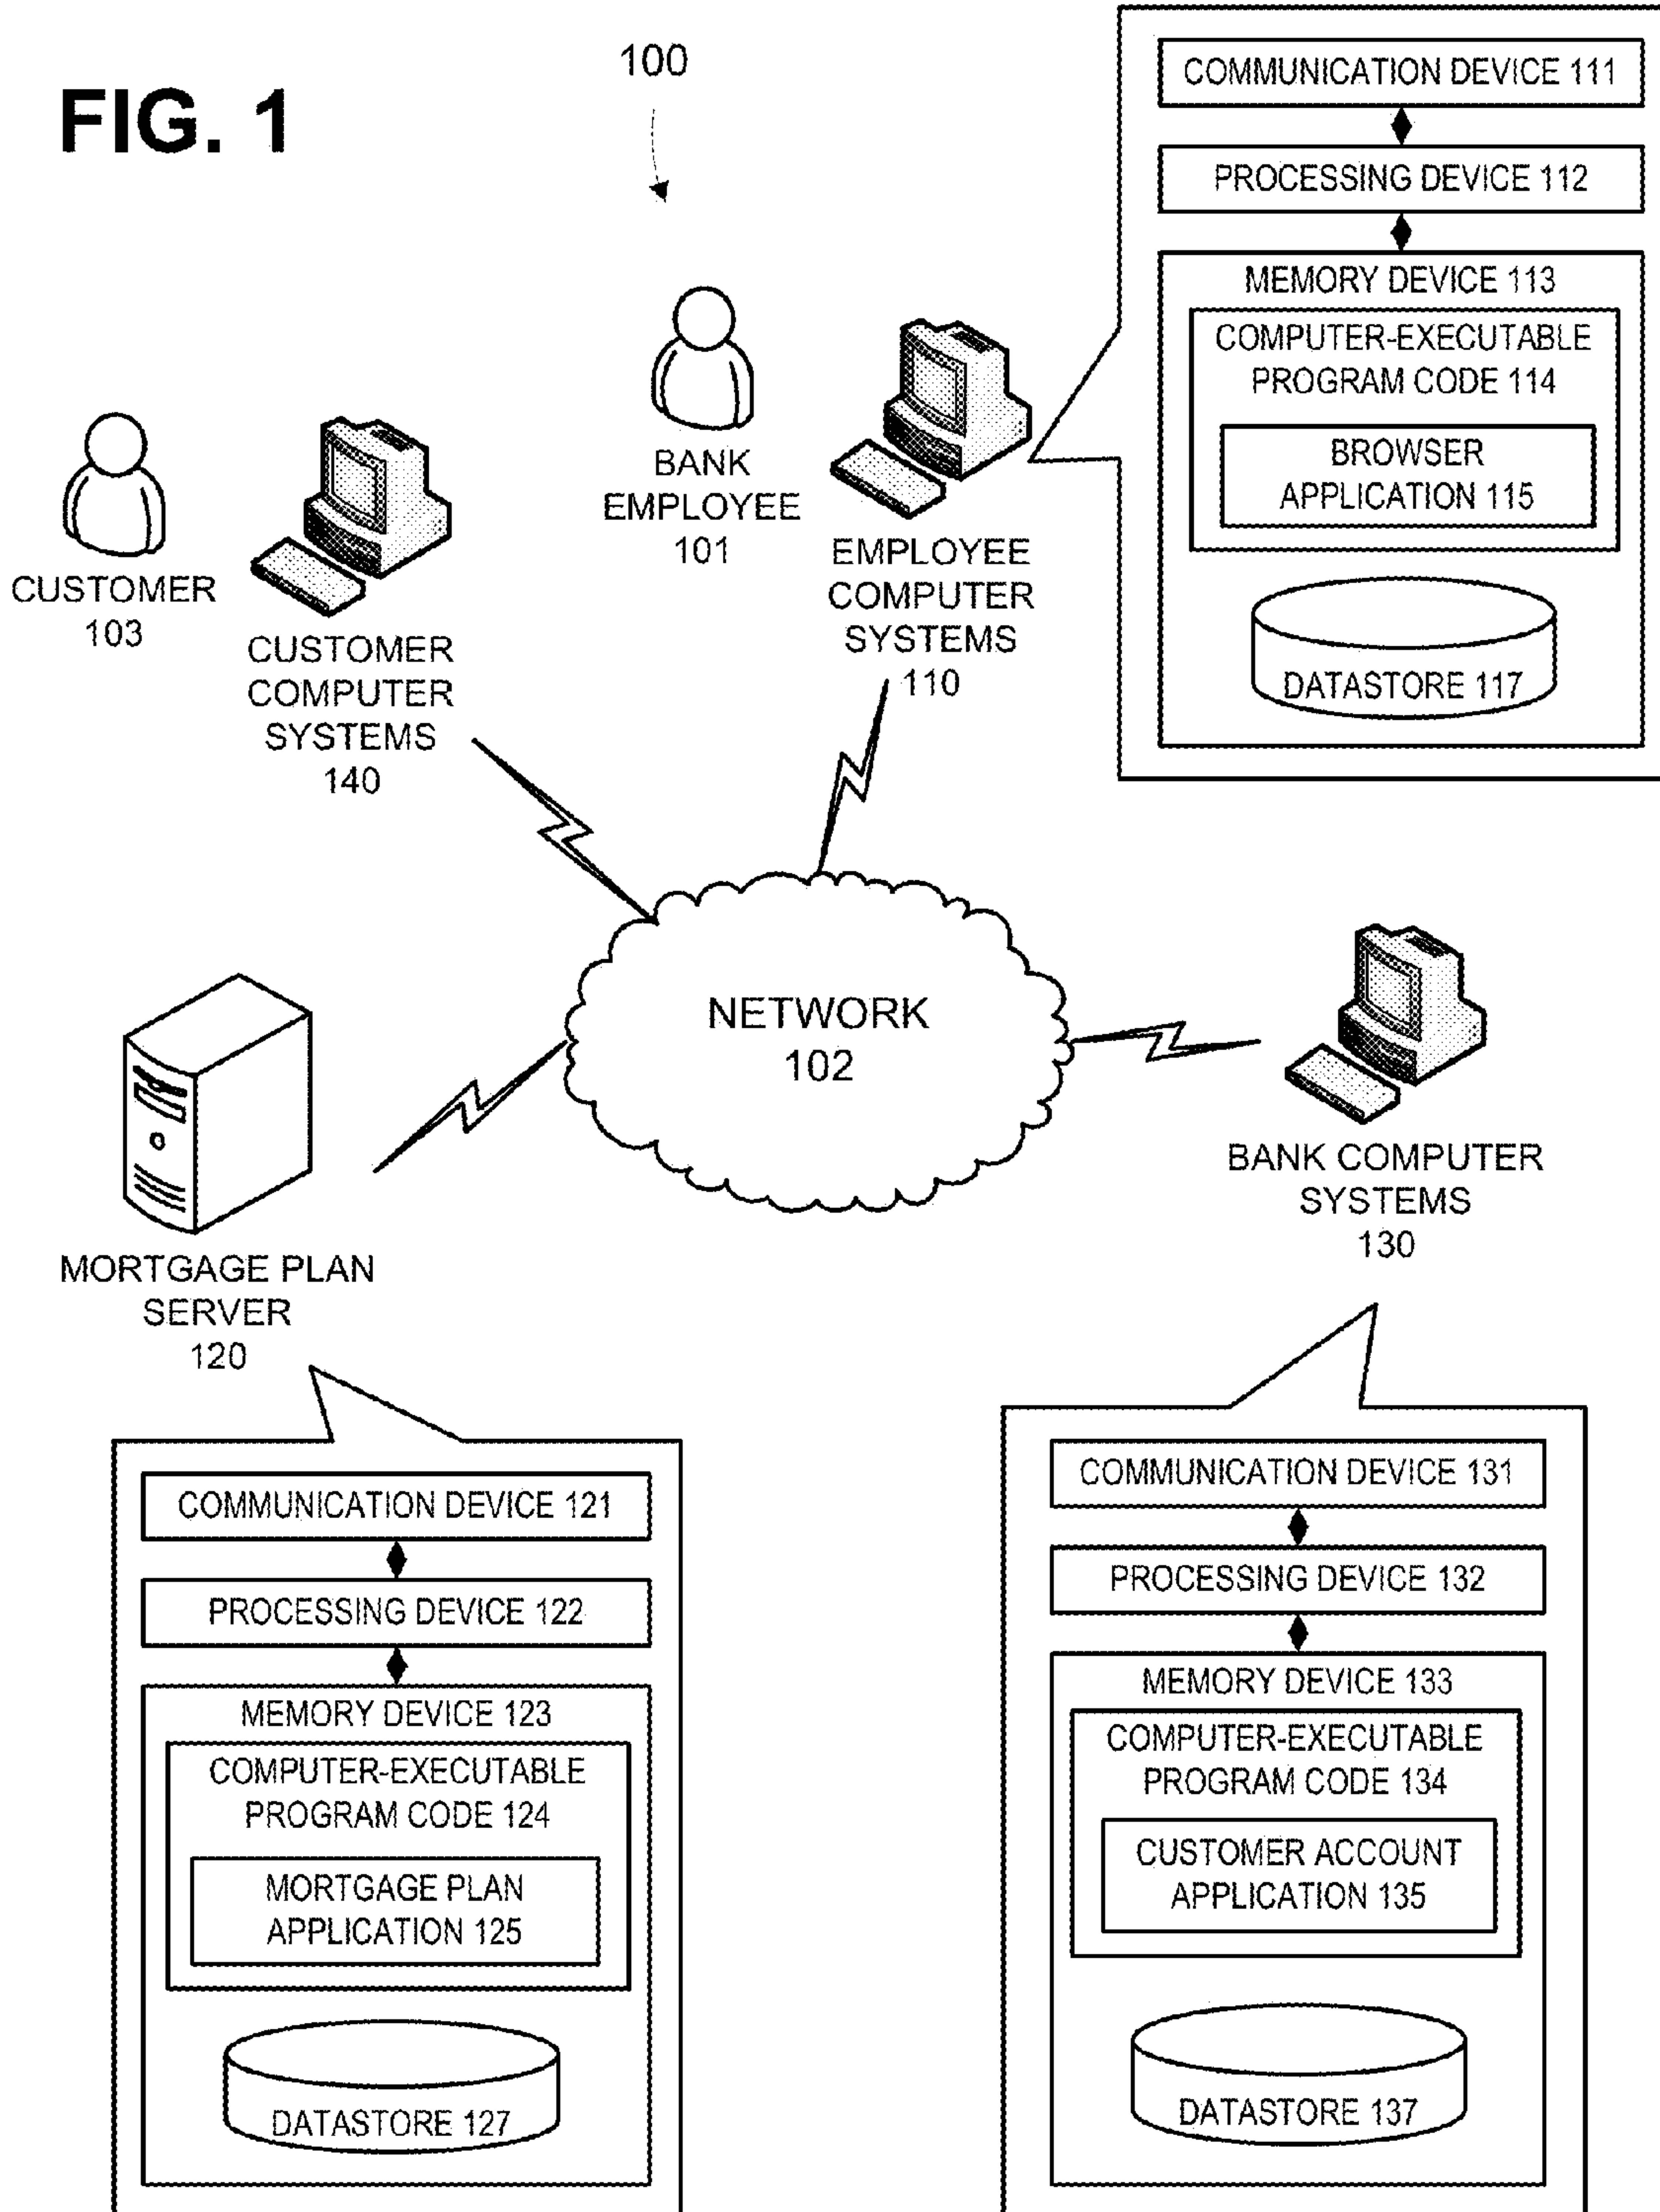 FIG. 1
100
COMMUNICATION DEVICE 111
PROCESSING DEVICE 112
MEMORY DEVICE 113
COMPUTER-EXECUTABLE
PROGRAM CODE 114
BROWSER
APPLICATION 115
DATASTORE 117
BANK
EMPLOYEE
101
EMPLOYEE
COMPUTER
SYSTEMS
110
CUSTOMER
103
CUSTOMER
COMPUTER
SYSTEMS
140
NETWORK
102
MORTGAGE PLAN
SERVER
120
BANK COMPUTER
SYSTEMS
130
COMMUNICATION DEVICE 121
PROCESSING DEVICE 122
MEMORY DEVICE 123
COMPUTER-EXECUTABLE
PROGRAM CODE 124
MORTGAGE PLAN
APPLICATION 125
DATASTORE 127
COMMUNICATION DEVICE 131
PROCESSING DEVICE 132
MEMORY DEVICE 133
COMPUTER-EXECUTABLE
PROGRAM CODE 134
CUSTOMER ACCOUNT
APPLICATION 135
DATASTORE 137